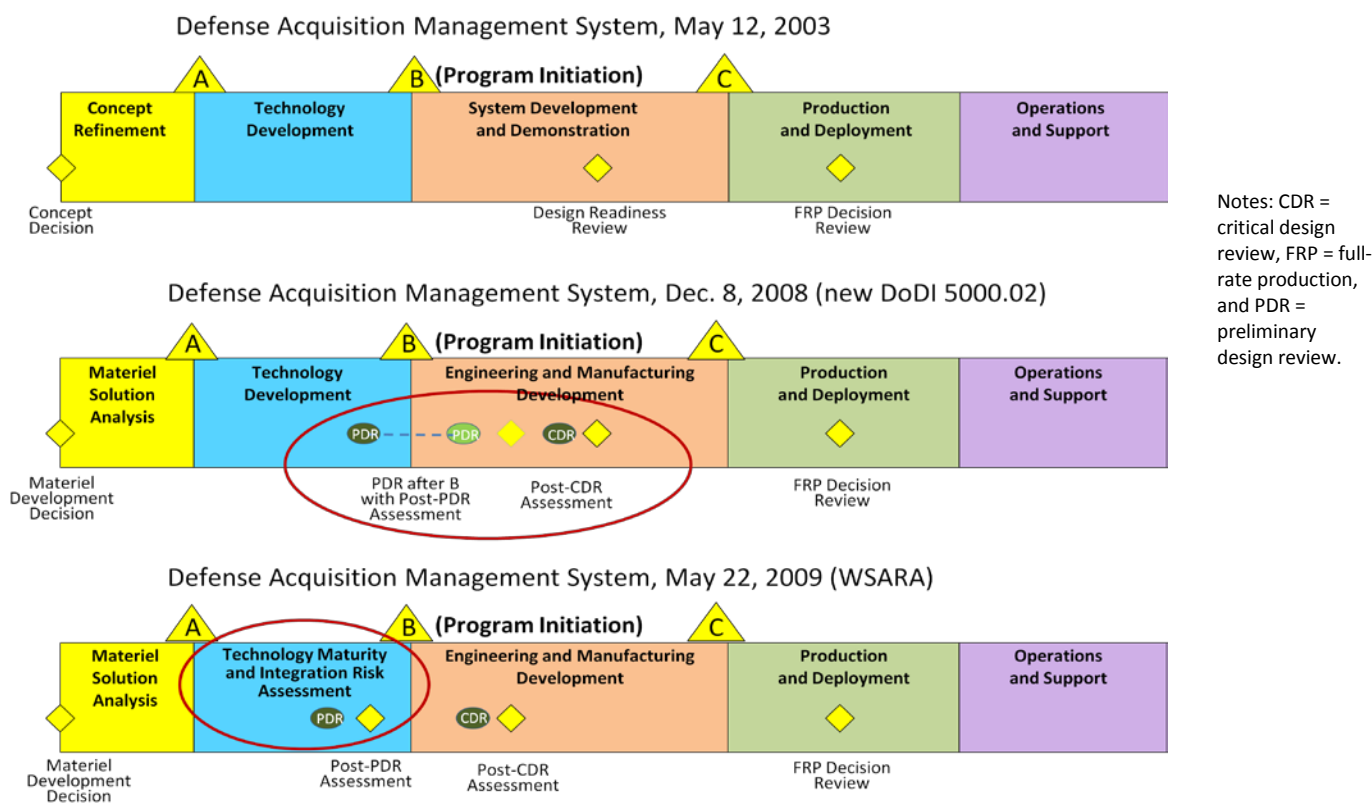 Defense Acquisition Management System, May 12, 2003
A
B
(Program Initiation)
C
Concept
Refinement
Technology
Development
System Development
and Demonstration
Production
and Deployment
Operations
and Support
Concept
Decision
Design Readiness
Review
FRP Decision
Review
Notes: CDR =
critical design
review, FRP = full-
rate production,
and PDR =
preliminary
design review.
Defense Acquisition Management System, Dec. 8, 2008 (new DoDI 5000.02)
A
B
(Program Initiation)
C
Materiel
Solution
Analysis
Technology
Development
Engineering and Manufacturing
Development
Production
and Deployment
Operations
and Support
PDR
PDR
CDR
Materiel
Development
Decision
PDR after B
with Post-PDR
Assessment
Post-CDR
Assessment
FRP Decision
Review
Defense Acquisition Management System, May 22, 2009 (WSARA)
A
B
(Program Initiation)
C
Materiel
Solution
Analysis
Technology Maturity
and Integration Risk
Assessment
Engineering and Manufacturing
Development
Production
and Deployment
Operations
and Support
PDR
CDR
Materiel
Development
Decision
Post-PDR
Assessment
Post-CDR
Assessment
FRP Decision
Review